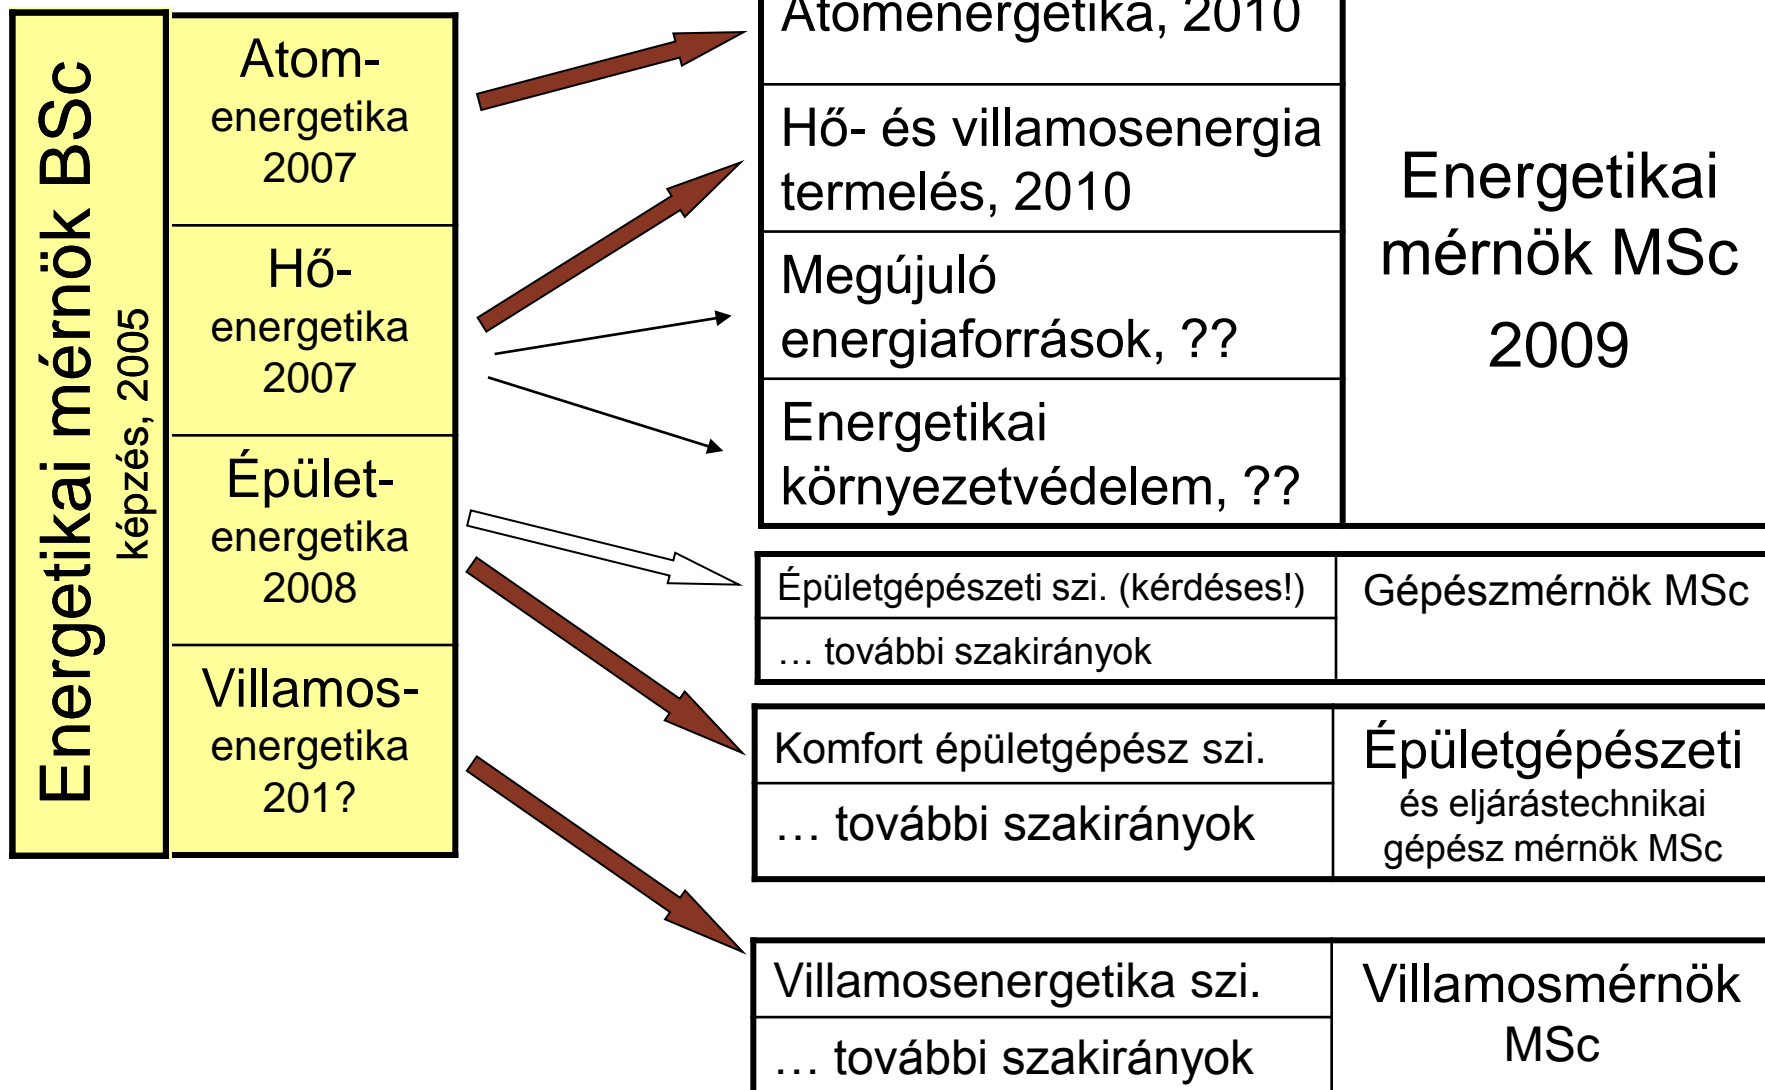 Energetikai mérnök BSc
képzés, 2005
Atom-
energetika
2007
Hő-
energetika
2007
Épület-
energetika
2008
Villamos-
energetika
201?
Atomenergetika, 2010
Hő- és villamosenergia
termelés, 2010
Megújuló
energiaforrások, ??
Energetikai
környezetvédelem, ??
Energetikai
mérnök MSc
2009
Épületgépészeti szi. (kérdéses!)
… további szakirányok
Gépészmérnök MSc
Komfort épületgépész szi.
… további szakirányok
Épületgépészeti
és eljárástechnikai
gépész mérnök MSc
Villamosenergetika szi.
… további szakirányok
Villamosmérnök
MSc